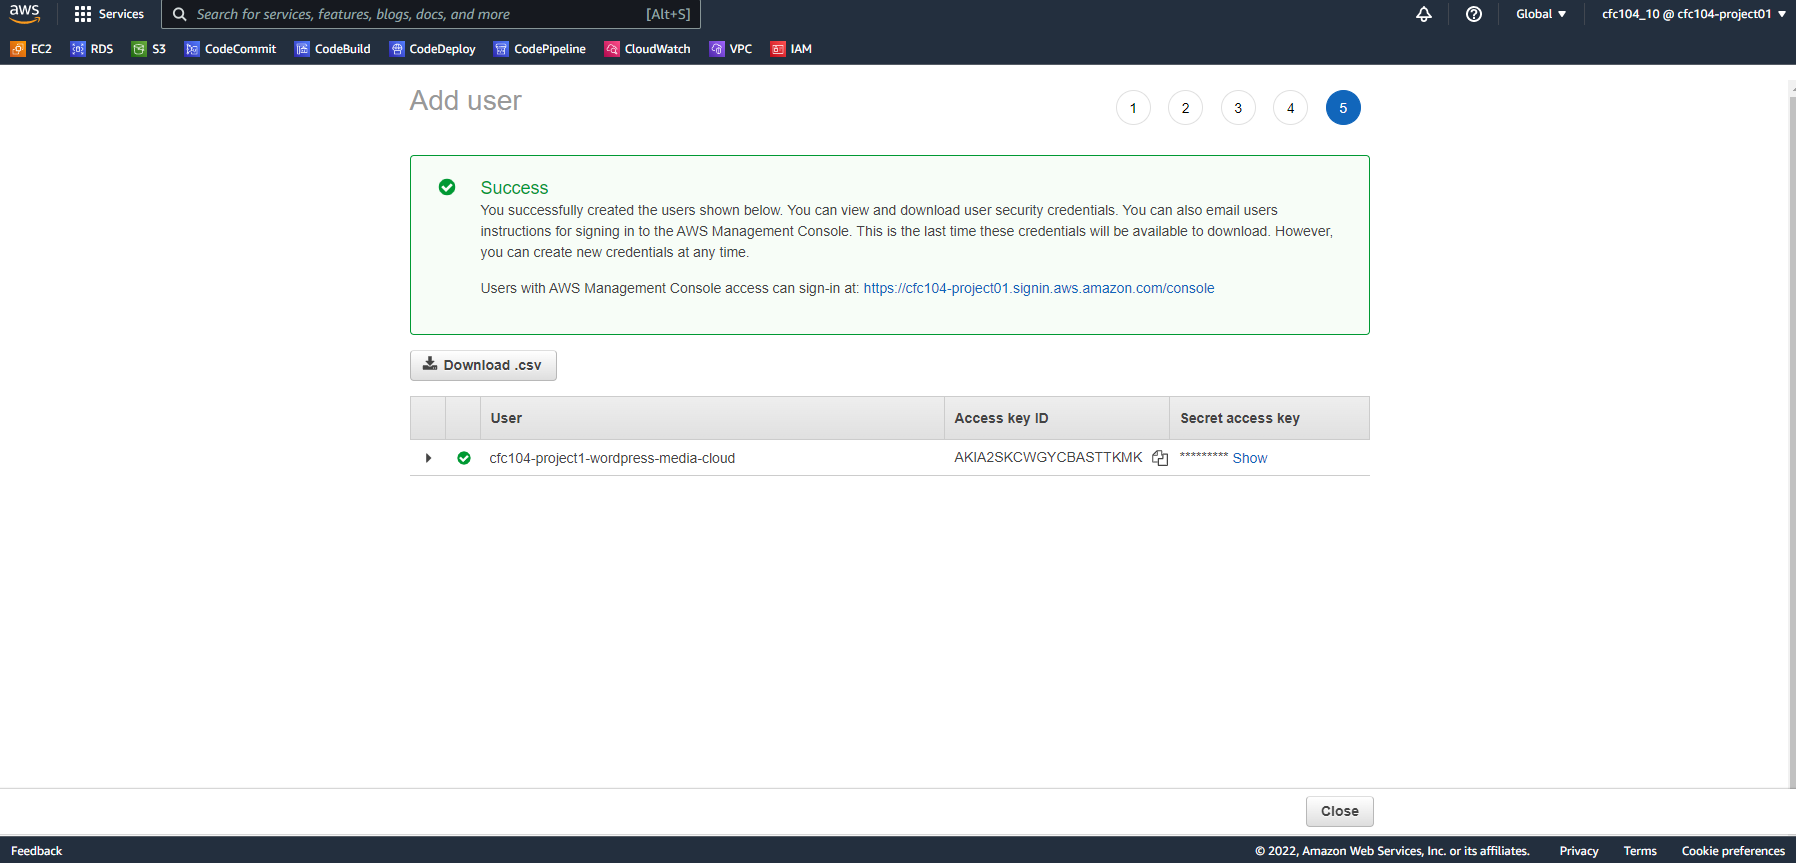 aws Services Search for services, features, blogs, docs, and more [Alt+S] Global cfc104_10 @ cfc104-project01
EC2 RDS S3 CodeCommit CodeBuild CodeDeploy CodePipeline CloudWatch VPC IAM
Add user 1 2 3 4 5
Success
You successfully created the users shown below. You can view and download user security credentials. You can also email users
instructions for signing in to the AWS Management Console. This is the last time these credentials will be available to download. However,
you can create new credentials at any time.
Users with AWS Management Console access can sign-in at: https://cfc104-project01.signin.aws.amazon.com/console
Download .csv
User Access key ID Secret access key
cfc104-project1-wordpress-media-cloud AKIA2SKCWGYCBASTTKMK ********* Show
Close
Feedback © 2022, Amazon Web Services, Inc. or its affiliates. Privacy Terms Cookie preferences